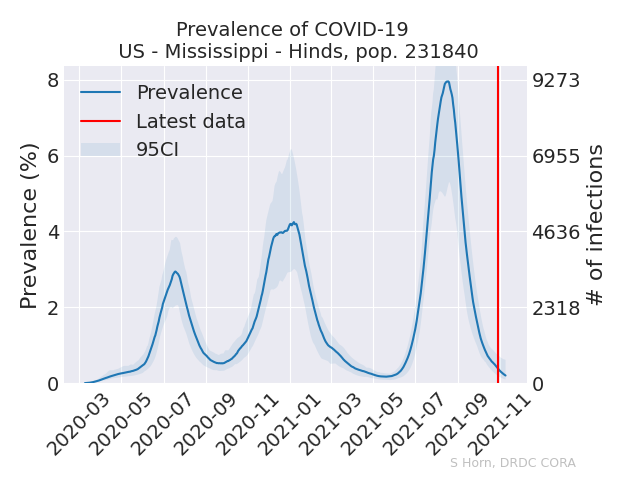 Prevalence of COVID-19
US - Mississippi - Hinds, pop. 231840
Prevalence
Latest data
95CI
Prevalence (%)
8
6
4
2
0
9273
6955
4636
2318
0
# of infections
2020-03
2020-05
2020-07
2020-09
2020-11
2021-01
2021-03
2021-05
2021-07
2021-09
2021-11
S Horn, DRDC CORA